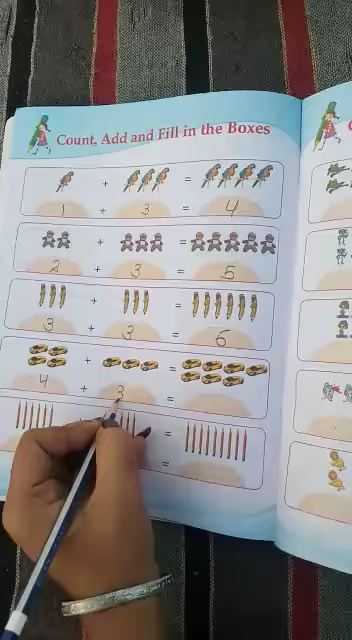 Count, Add and Fill in the Boxes
+ =
1 + 3 = 4
+ =
2 + 3 = 5
+ =
3 + 3 = 6
+ =
4 + 3 =
=
=